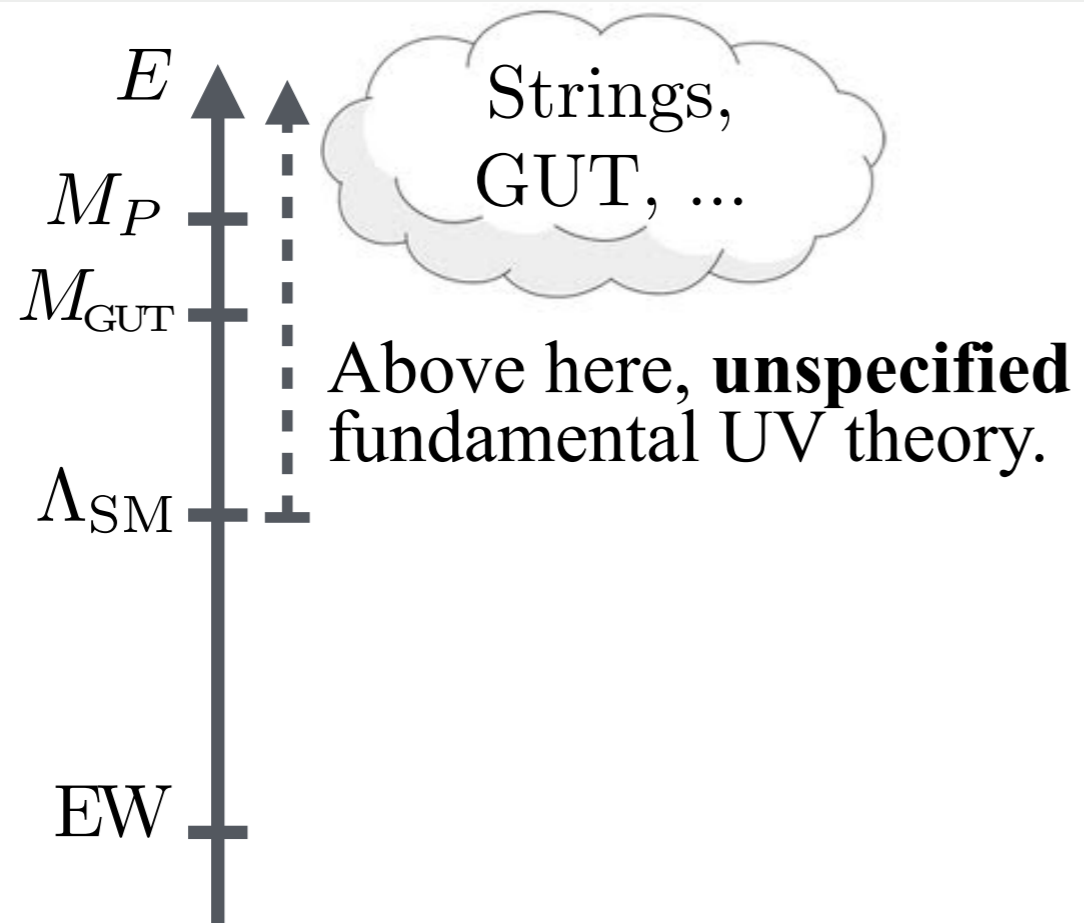 E
Strings,
GUT, ...
M_P
M_GUT
Above here, unspecified
fundamental UV theory.
Λ_SM
EW